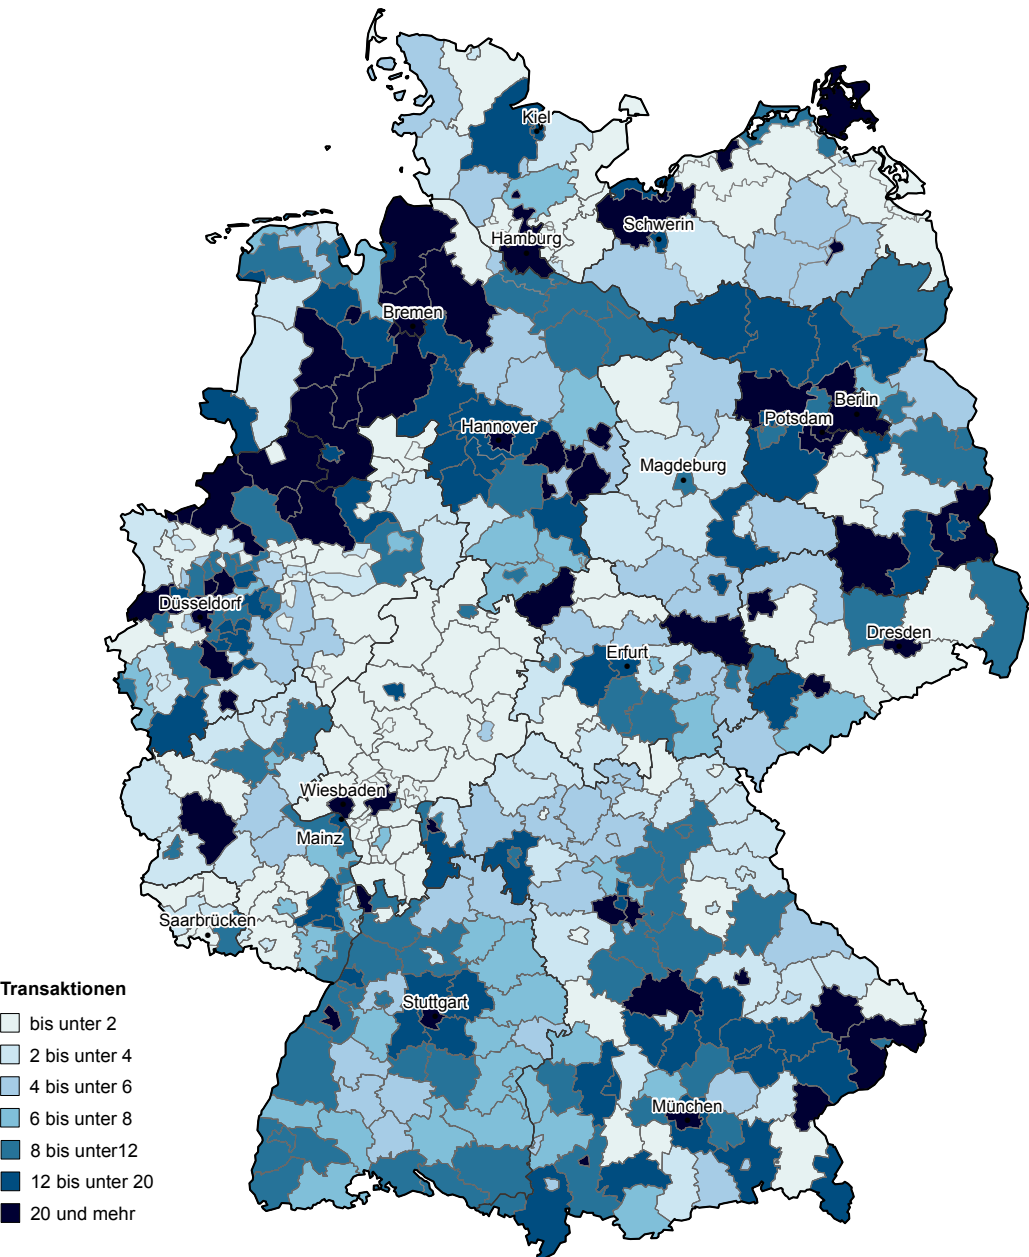 Kiel
Schwerin
Hamburg
Bremen
Berlin
Potsdam
Hannover
Magdeburg
Düsseldorf
Dresden
Erfurt
Wiesbaden
Mainz
Saarbrücken
Transaktionen
Stuttgart
bis unter 2
2 bis unter 4
4 bis unter 6
6 bis unter 8
München
8 bis unter12
12 bis unter 20
20 und mehr